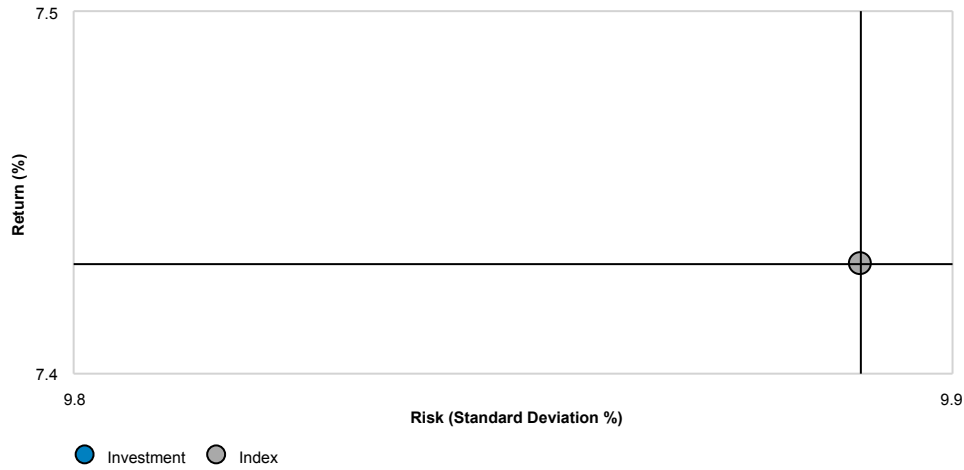 7.5
Return (%)
7.4
9.8
9.9
Risk (Standard Deviation %)
Investment Index